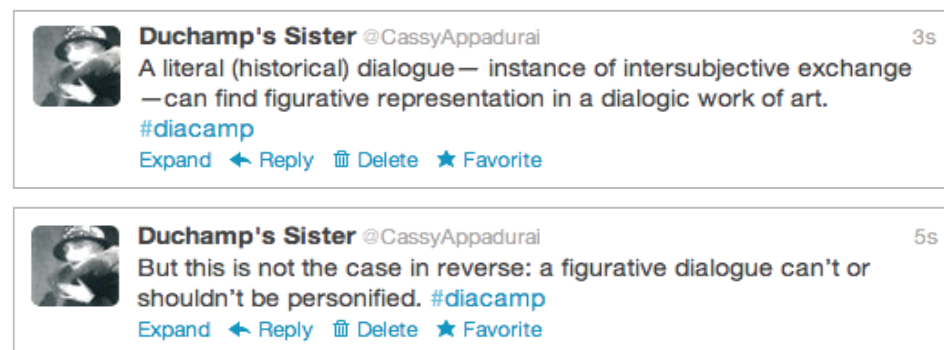 Duchamp's Sister @CassyAppadurai 3s
A literal (historical) dialogue— instance of intersubjective exchange
—can find figurative representation in a dialogic work of art.
#diacamp
Expand Reply Delete Favorite
Duchamp's Sister @CassyAppadurai 5s
But this is not the case in reverse: a figurative dialogue can’t or
shouldn’t be personified. #diacamp
Expand Reply Delete Favorite